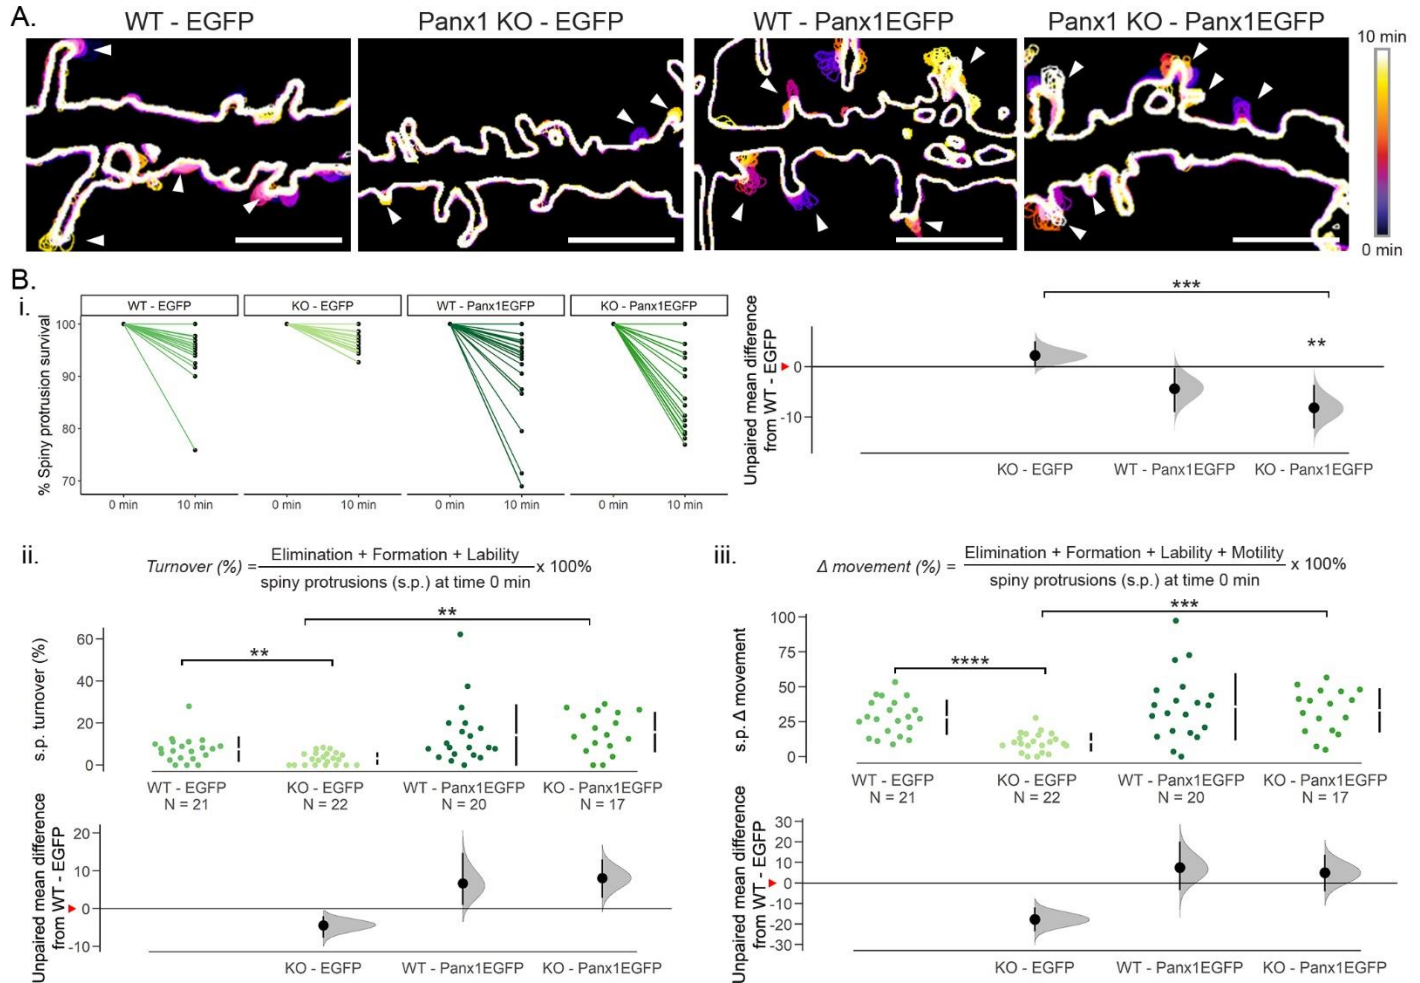 A.
WT - EGFP
Panx1 KO - EGFP
WT - Panx1EGFP
Panx1 KO - Panx1EGFP
10 min
0 min
B.
i.
WT - EGFP
KO - EGFP
WT - Panx1EGFP
KO - Panx1EGFP
% Spiny protrusion survival
100
90
80
70
0 min
10 min
0 min
10 min
0 min
10 min
0 min
10 min
Unpaired mean difference
from WT - EGFP
0
-10
***
**
KO - EGFP
WT - Panx1EGFP
KO - Panx1EGFP
ii.
Turnover (%) = Elimination + Formation + Lability
spiny protrusions (s.p.) at time 0 min
x 100%
s.p. turnover (%)
60
40
20
0
**
**
WT - EGFP
N = 21
KO - EGFP
N = 22
WT - Panx1EGFP
N = 20
KO - Panx1EGFP
N = 17
Unpaired mean difference
from WT - EGFP
20
10
0
-10
KO - EGFP
WT - Panx1EGFP
KO - Panx1EGFP
iii.
Δ movement (%) = Elimination + Formation + Lability + Motility
spiny protrusions (s.p.) at time 0 min
x 100%
s.p. Δ movement
100
75
50
25
0
****
***
WT - EGFP
N = 21
KO - EGFP
N = 22
WT - Panx1EGFP
N = 20
KO - Panx1EGFP
N = 17
Unpaired mean difference
from WT - EGFP
30
20
10
0
-10
-20
-30
KO - EGFP
WT - Panx1EGFP
KO - Panx1EGFP